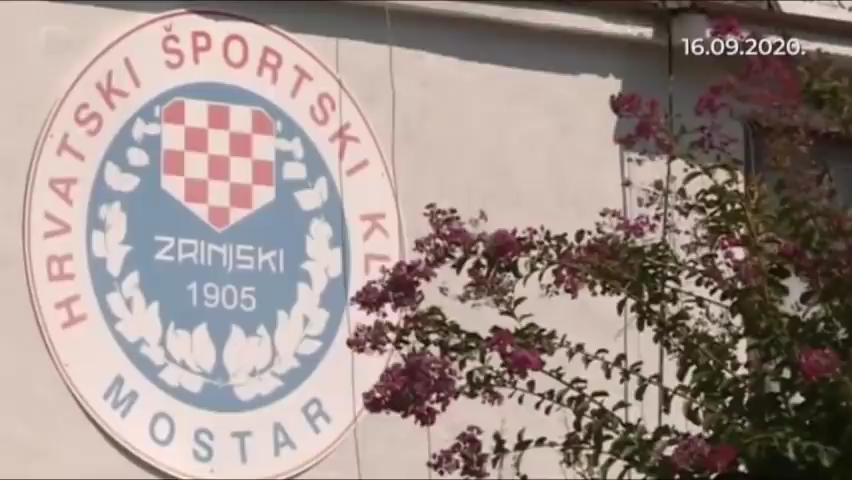 16.09.2020.
HRVATSKI ŠPORTSKI KL
ZRINJSKI
1905
MOSTAR